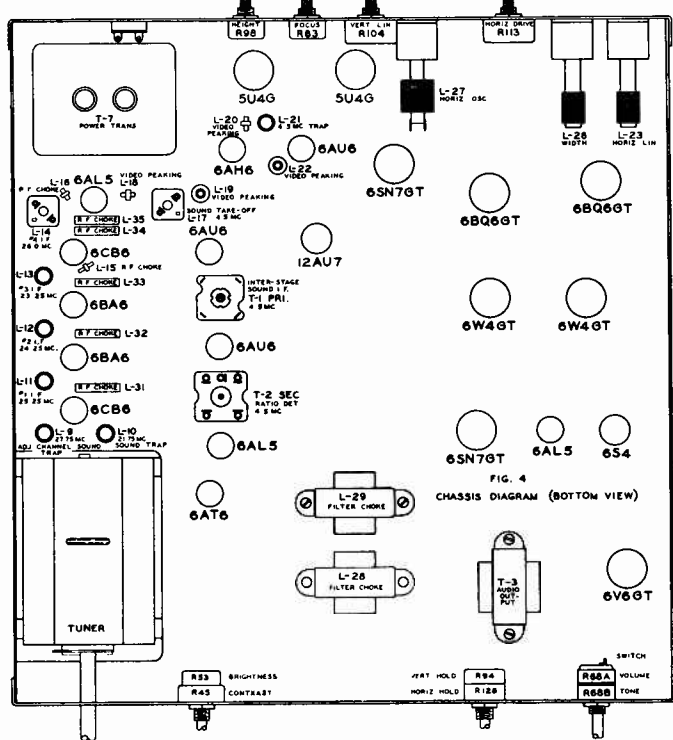 HEIGHT
R98
FOCUS
R83
VERT LIN
R104
HORIZ DRIVE
R113
T-7
POWER TRANS
5U4G
5U4G
L-27
HORIZ OSC
L-26
WIDTH
L-23
HORIZ LIN
L-20
VIDEO
PEAKING
L-21
4.5 MC TRAP
6AH6
6AU6
L-22
VIDEO PEAKING
6SN7GT
6BQ6GT
6BQ6GT
L-16
R F CHOKE
6AL5
VIDEO PEAKING
L-18
L-19
VIDEO PEAKING
SOUND TAKE-OFF
L-17 4.5 MC
L-14
#4 I.F.
26.0 MC
R F CHOKE L-35
R F CHOKE L-34
6CB6
6AU6
12AU7
L-15 R F CHOKE
L-13
#3 I F
23.25 MC
R F CHOKE L-33
6BA6
INTER-STAGE
SOUND I F.
T-1 PRI.
4.5 MC
6W4GT
6W4GT
L-12
#2 I.F.
24.25 MC.
R F CHOKE L-32
6BA6
6AU6
L-11
#1 I F
25.25 MC
R F CHOKE L-31
6CB6
T-2 SEC
RATIO DET
4.5 MC
L-9
27.75 MC
ADJ CHANNEL SOUND
TRAP
L-10
21.75 MC
SOUND TRAP
6AL5
6SN7GT
6AL5
6S4
FIG. 4
CHASSIS DIAGRAM (BOTTOM VIEW)
6AT6
L-29
FILTER CHOKE
L-28
FILTER CHOKE
T-3
AUDIO
OUT-
PUT
6V6GT
TUNER
R53 BRIGHTNESS
R45 CONTRAST
VERT HOLD R94
HORIZ HOLD R128
SWITCH
R68A VOLUME
R68B TONE